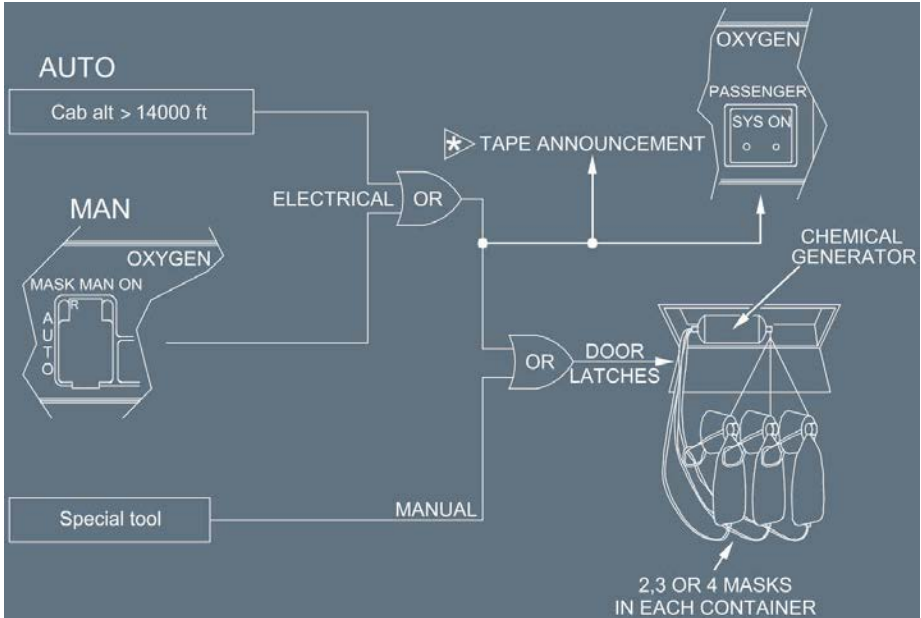 AUTO
Cab alt > 14000 ft
MAN
OXYGEN
MASK MAN ON
R
AUTO
ELECTRICAL
OR
* TAPE ANNOUNCEMENT
OXYGEN
PASSENGER
SYS ON
CHEMICAL
GENERATOR
OR
DOOR
LATCHES
Special tool
MANUAL
2,3 OR 4 MASKS
IN EACH CONTAINER